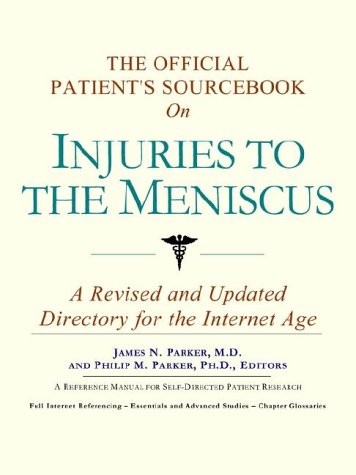 THE OFFICIAL
PATIENT'S SOURCEBOOK
On
INJURIES TO
THE MENISCUS
A Revised and Updated
Directory for the Internet Age
JAMES N. PARKER, M.D.
AND PHILIP M. PARKER, PH.D., EDITORS
A REFERENCE MANUAL FOR SELF-DIRECTED PATIENT RESEARCH
Full Internet Referencing – Essentials and Advanced Studies – Chapter Glossaries